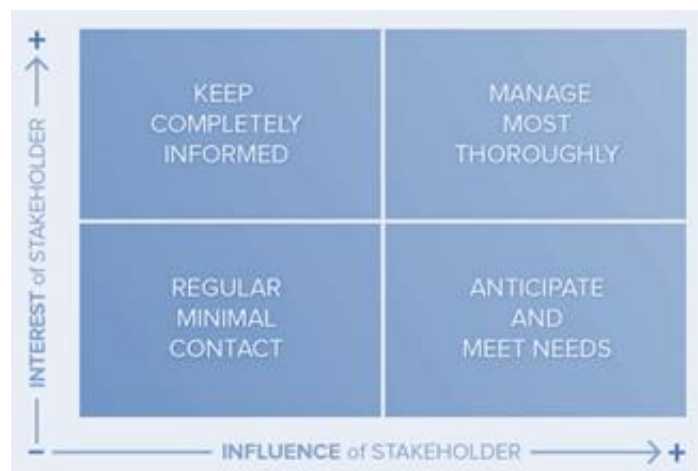 +
KEEP
COMPLETELY
INFORMED
MANAGE
MOST
THOROUGHLY
INTEREST of STAKEHOLDER
REGULAR
MINIMAL
CONTACT
ANTICIPATE
AND
MEET NEEDS
-
INFLUENCE of STAKEHOLDER
+